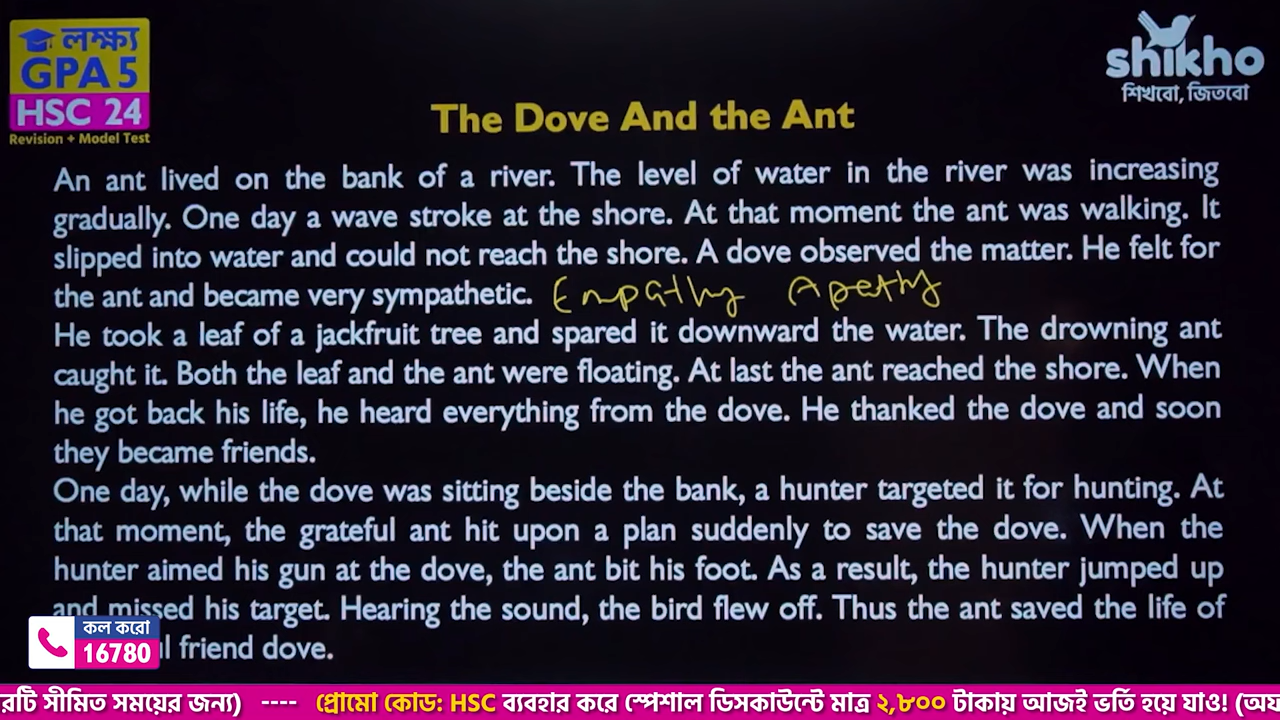 লক্ষ্য
GPA 5
HSC 24
Revision + Model Test
shikho
শিখবো, জিতবো
The Dove And the Ant
An ant lived on the bank of a river. The level of water in the river was increasing
gradually. One day a wave stroke at the shore. At that moment the ant was walking. It
slipped into water and could not reach the shore. A dove observed the matter. He felt for
the ant and became very sympathetic. Empathy Apathy
He took a leaf of a jackfruit tree and spared it downward the water. The drowning ant
caught it. Both the leaf and the ant were floating. At last the ant reached the shore. When
he got back his life, he heard everything from the dove. He thanked the dove and soon
they became friends.
One day, while the dove was sitting beside the bank, a hunter targeted it for hunting. At
that moment, the grateful ant hit upon a plan suddenly to save the dove. When the
hunter aimed his gun at the dove, the ant bit his foot. As a result, the hunter jumped up
and missed his target. Hearing the sound, the bird flew off. Thus the ant saved the life of
friend dove.
কল করো
16780
রটি সীমিত সময়ের জন্য) ---- প্রোমো কোড: HSC ব্যবহার করে স্পেশাল ডিসকাউন্টে মাত্র ২,৮০০ টাকায় আজই ভর্তি হয়ে যাও! (অফ